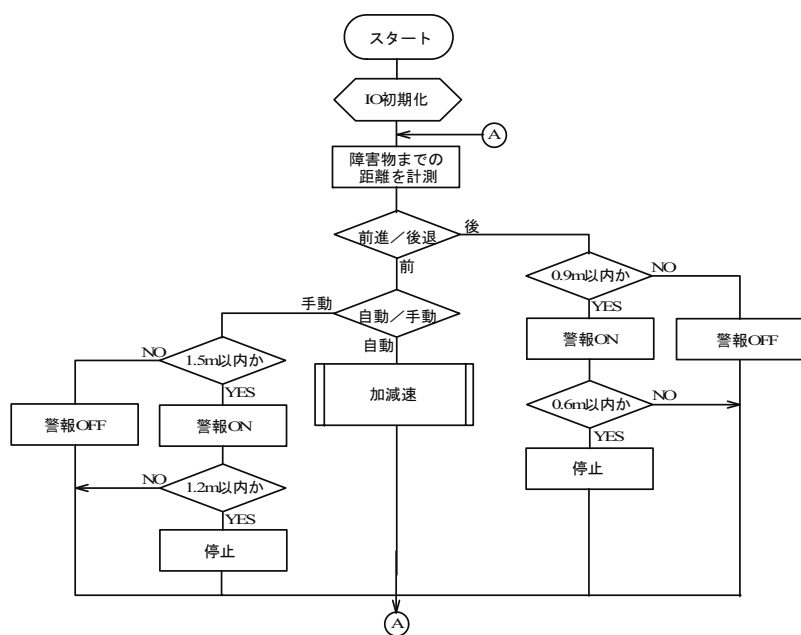 スタート
IO初期化
A
障害物までの
距離を計測
前進／後退
後
前
0.9m以内か
NO
YES
手動
自動／手動
自動
警報ON
警報OFF
NO
1.5m以内か
YES
加減速
0.6m以内か
NO
YES
警報OFF
警報ON
停止
NO
1.2m以内か
YES
停止
A